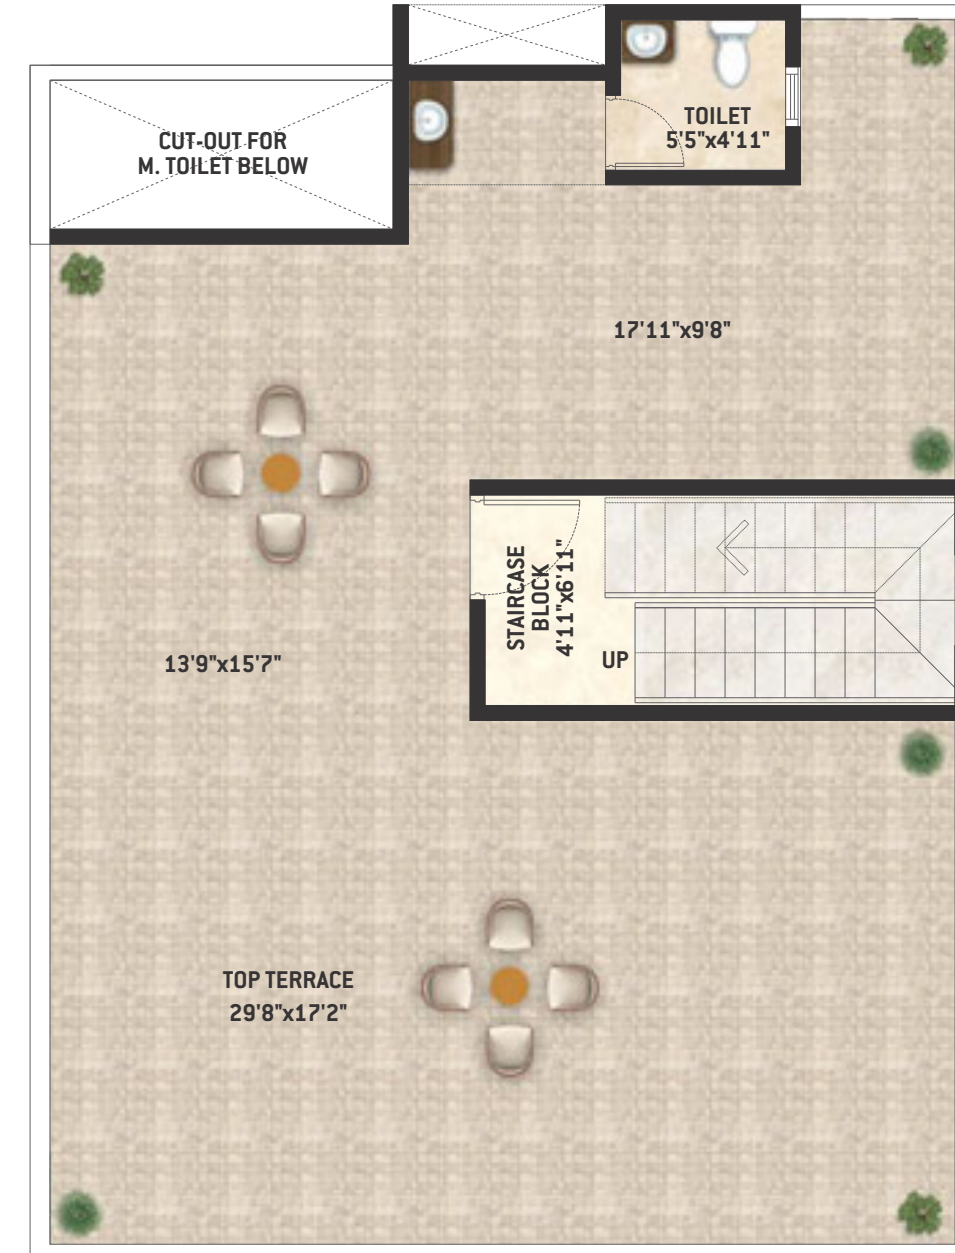 TOILET
5'5"x4'11"
CUT-OUT FOR
M. TOILET BELOW
17'11"x9'8"
STAIRCASE
BLOCK
4'11"x6'11"
UP
13'9"x15'7"
TOP TERRACE
29'8"x17'2"